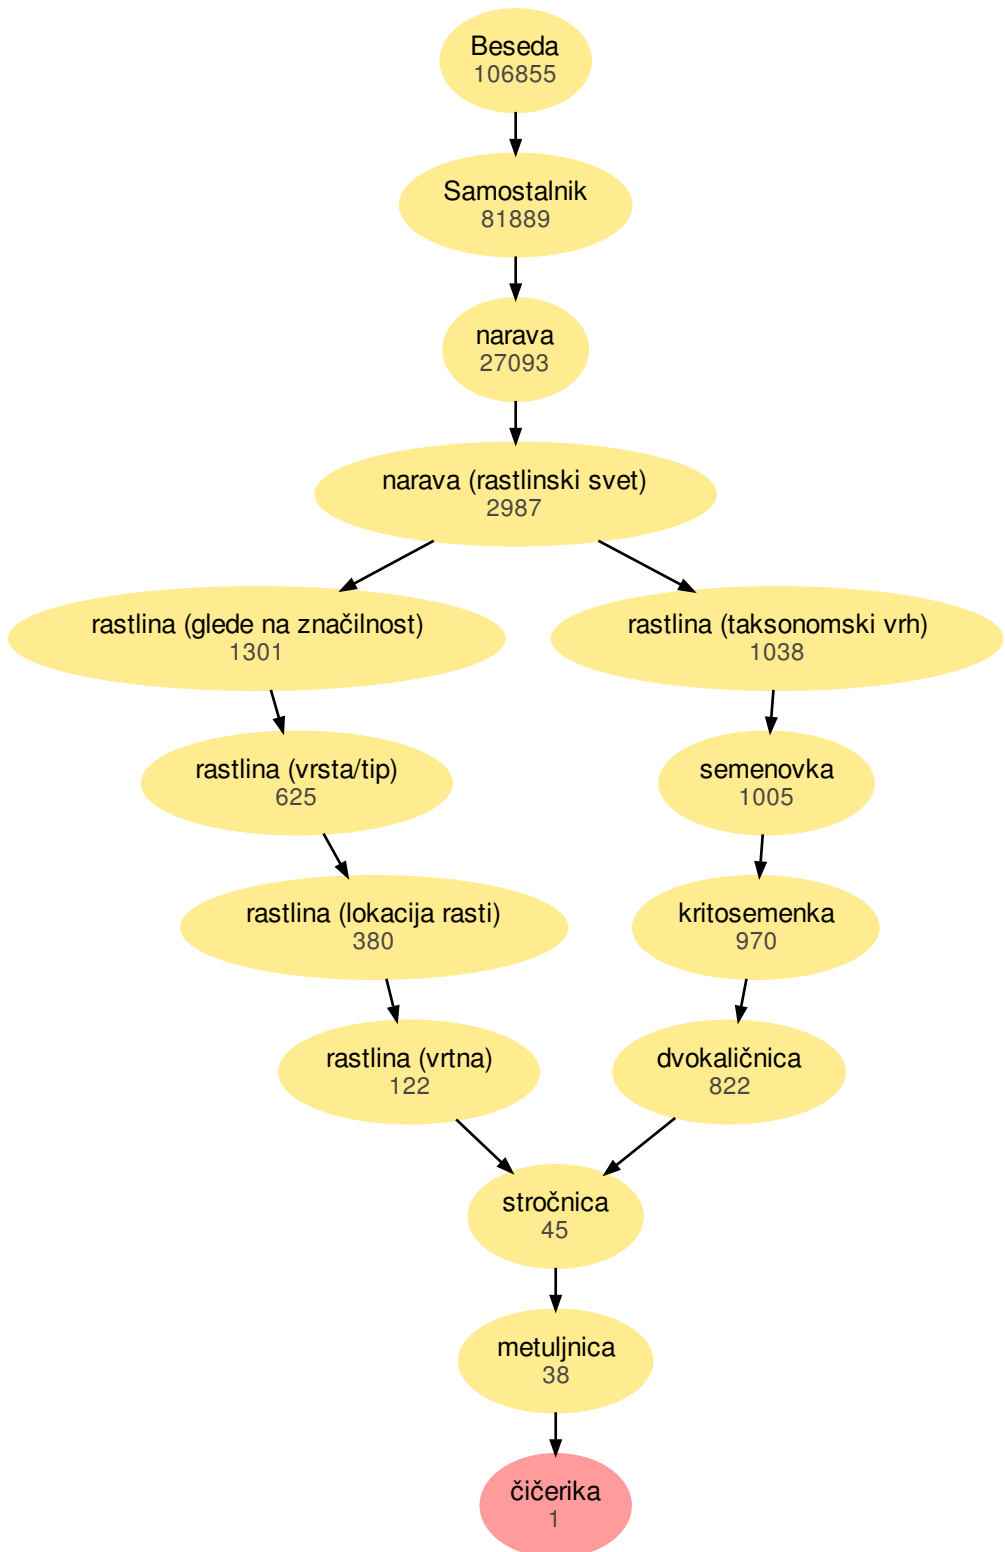 Beseda
106855
Samostalnik
81889
narava
27093
narava (rastlinski svet)
2987
rastlina (glede na značilnost)
1301
rastlina (taksonomski vrh)
1038
rastlina (vrsta/tip)
625
semenovka
1005
rastlina (lokacija rasti)
380
kritosemenka
970
rastlina (vrtna)
122
dvokaličnica
822
stročnica
45
metuljnica
38
čičerika
1